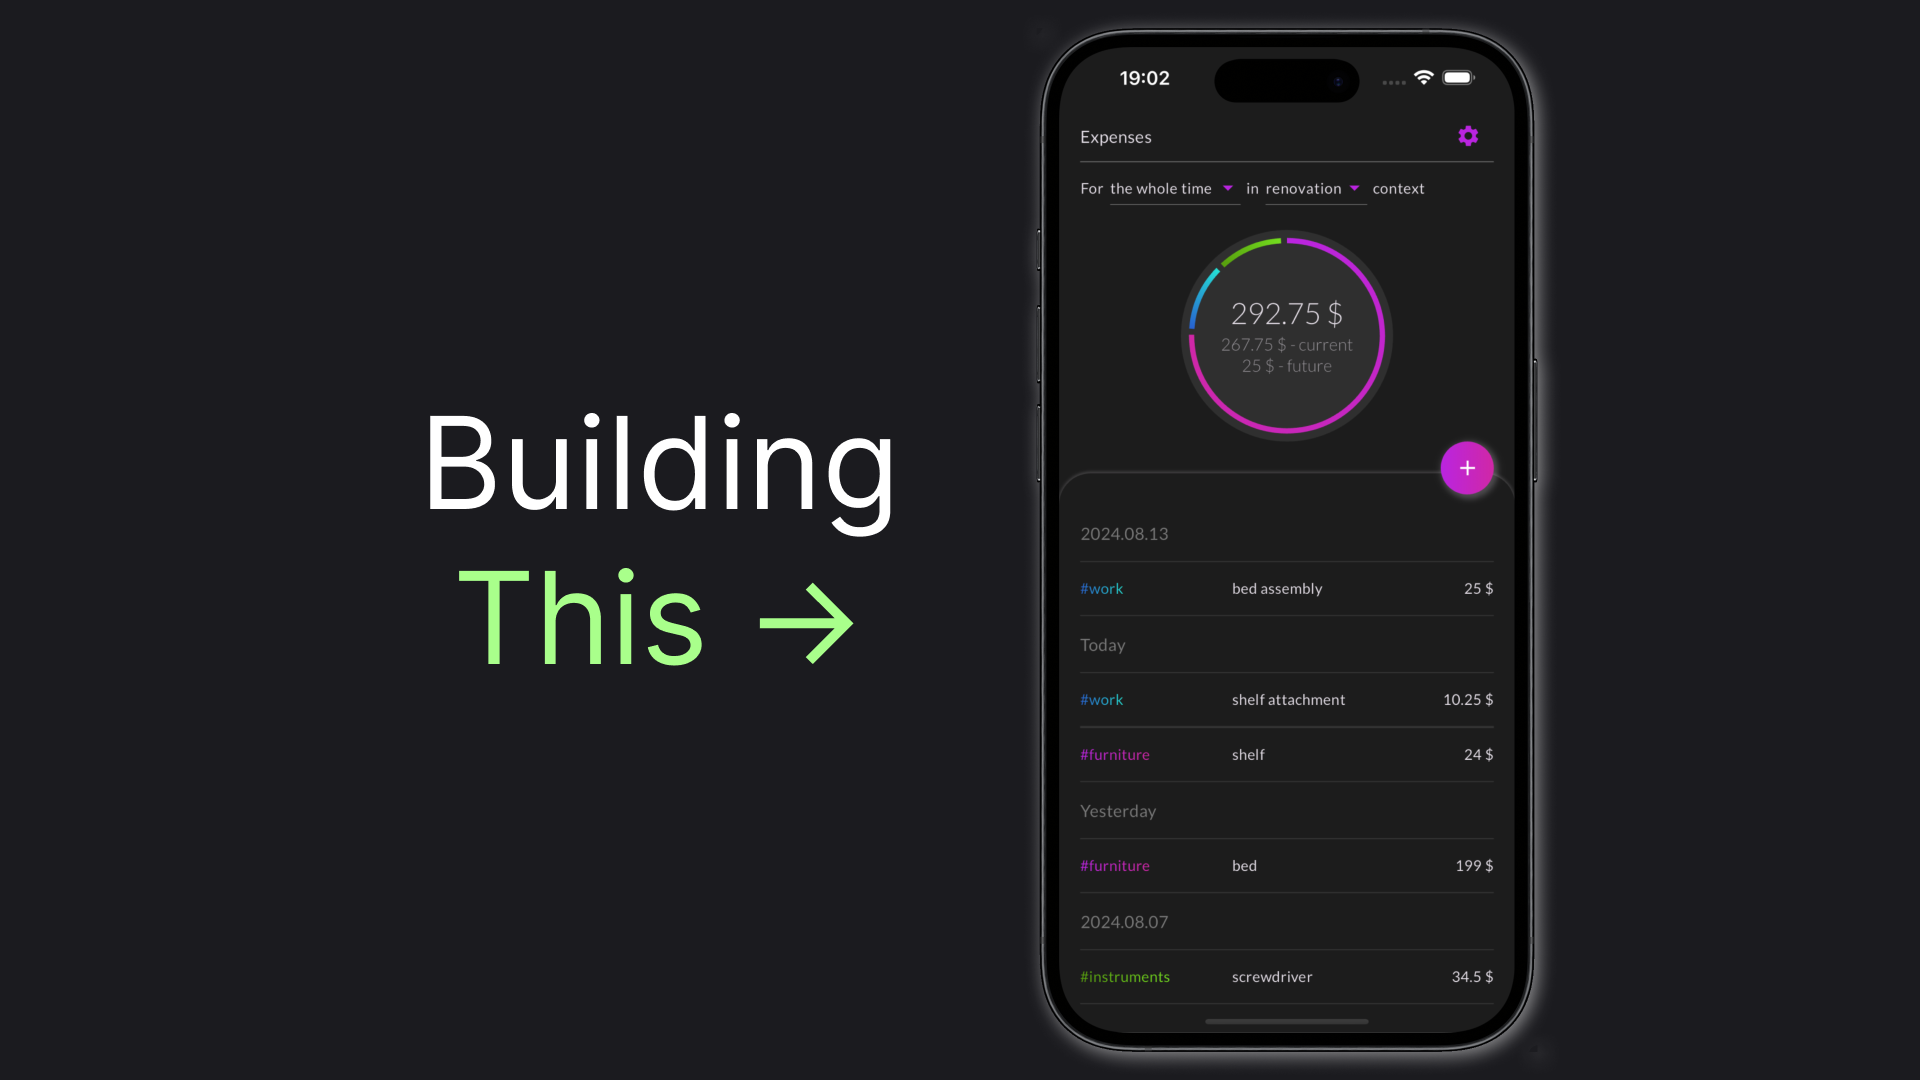 Building
This →
19:02
Expenses
For the whole time in renovation context
292.75 $
267.75 $ - current
25 $ - future
+
2024.08.13
#work bed assembly 25 $
Today
#work shelf attachment 10.25 $
#furniture shelf 24 $
Yesterday
#furniture bed 199 $
2024.08.07
#instruments screwdriver 34.5 $